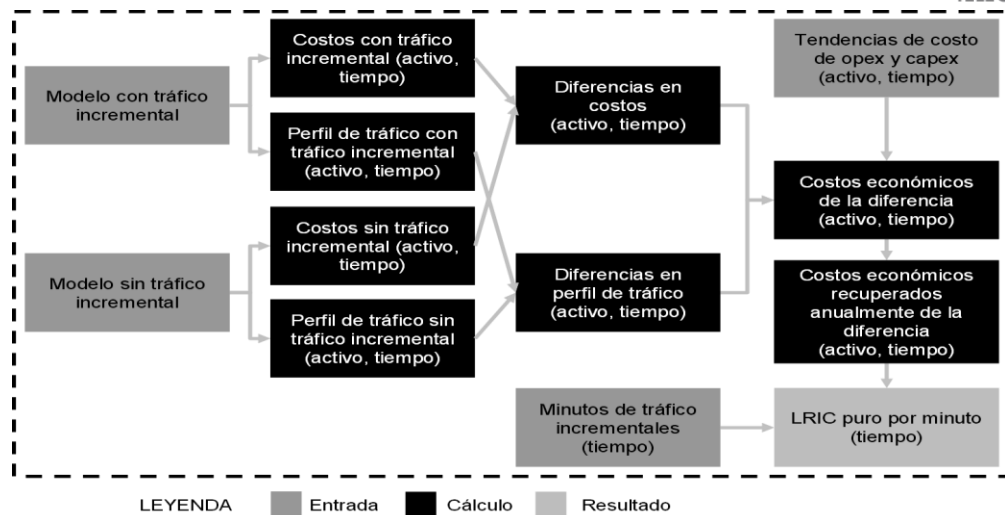 Modelo con tráfico
incremental
Modelo sin tráfico
incremental
Costos con tráfico
incremental (activo,
tiempo)
Perfil de tráfico con
tráfico incremental
(activo, tiempo)
Costos sin tráfico
incremental (activo,
tiempo)
Perfil de tráfico sin
tráfico incremental
(activo, tiempo)
Diferencias en
costos
(activo, tiempo)
Diferencias en
perfil de tráfico
(activo, tiempo)
Minutos de tráfico
incrementales
(tiempo)
Tendencias de costo
de opex y capex
(activo, tiempo)
Costos económicos
de la diferencia
(activo, tiempo)
Costos económicos
recuperados
anualmente de la
diferencia
(activo, tiempo)
LRIC puro por minuto
(tiempo)
LEYENDA
Entrada
Cálculo
Resultado